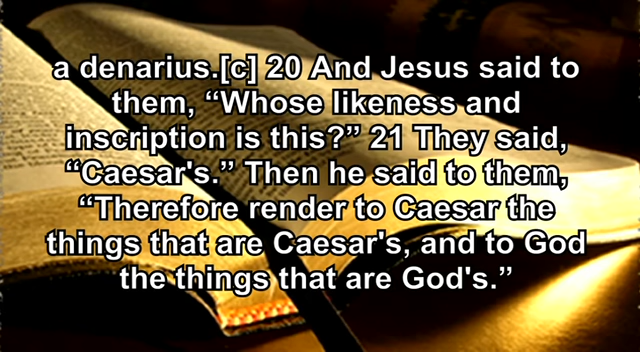 a denarius.[c] 20 And Jesus said to
them, “Whose likeness and
inscription is this?” 21 They said,
“Caesar's.” Then he said to them,
“Therefore render to Caesar the
things that are Caesar's, and to God
the things that are God's.”